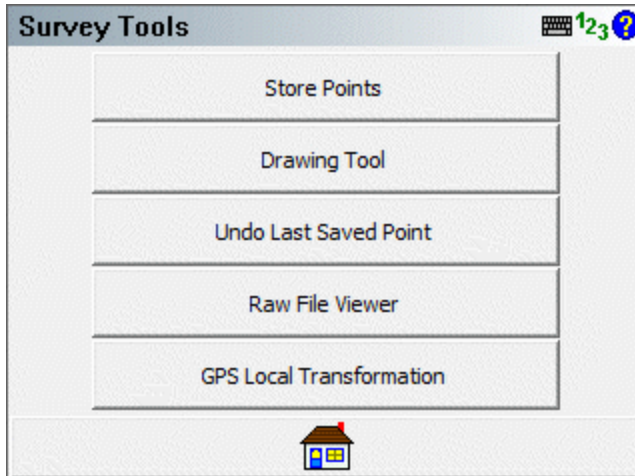 Survey Tools
123
?
Store Points
Drawing Tool
Undo Last Saved Point
Raw File Viewer
GPS Local Transformation